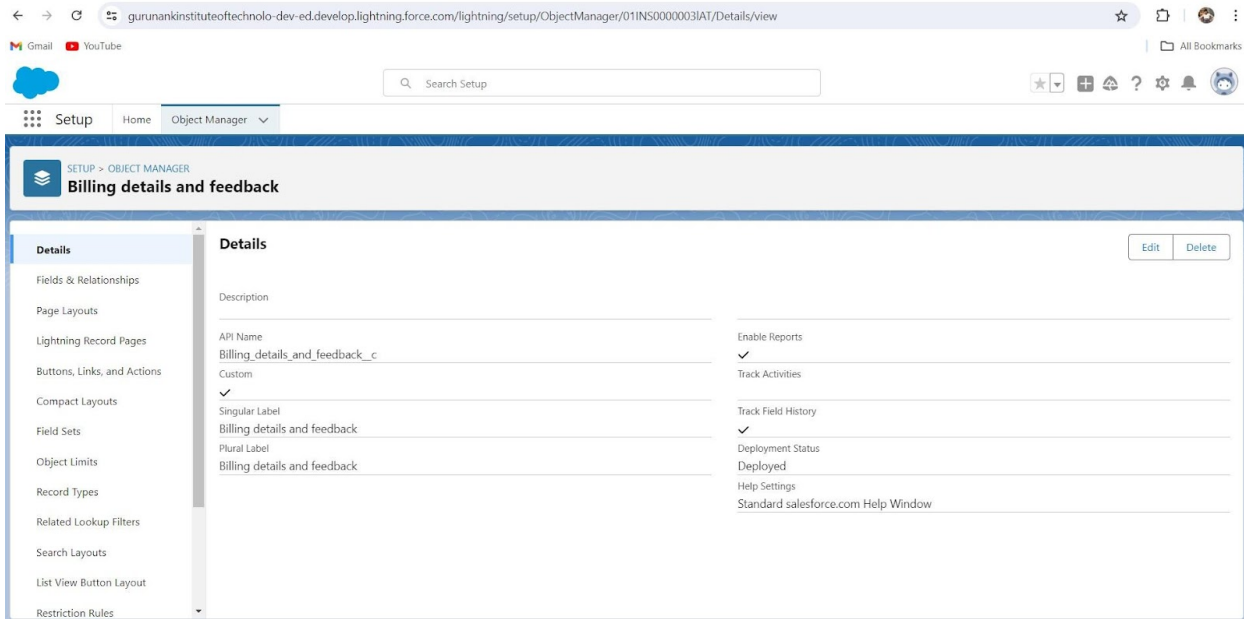 gurunankinstituteoftechnolo-dev-ed.develop.lightning.force.com/lightning/setup/ObjectManager/01INS0000003lAT/Details/view
Gmail YouTube All Bookmarks
Search Setup
Setup Home Object Manager
SETUP > OBJECT MANAGER
Billing details and feedback
Details
Fields & Relationships
Page Layouts
Lightning Record Pages
Buttons, Links, and Actions
Compact Layouts
Field Sets
Object Limits
Record Types
Related Lookup Filters
Search Layouts
List View Button Layout
Restriction Rules
Details
Edit Delete
Description
API Name
Billing_details_and_feedback__c
Custom
Singular Label
Billing details and feedback
Plural Label
Billing details and feedback
Enable Reports
Track Activities
Track Field History
Deployment Status
Deployed
Help Settings
Standard salesforce.com Help Window